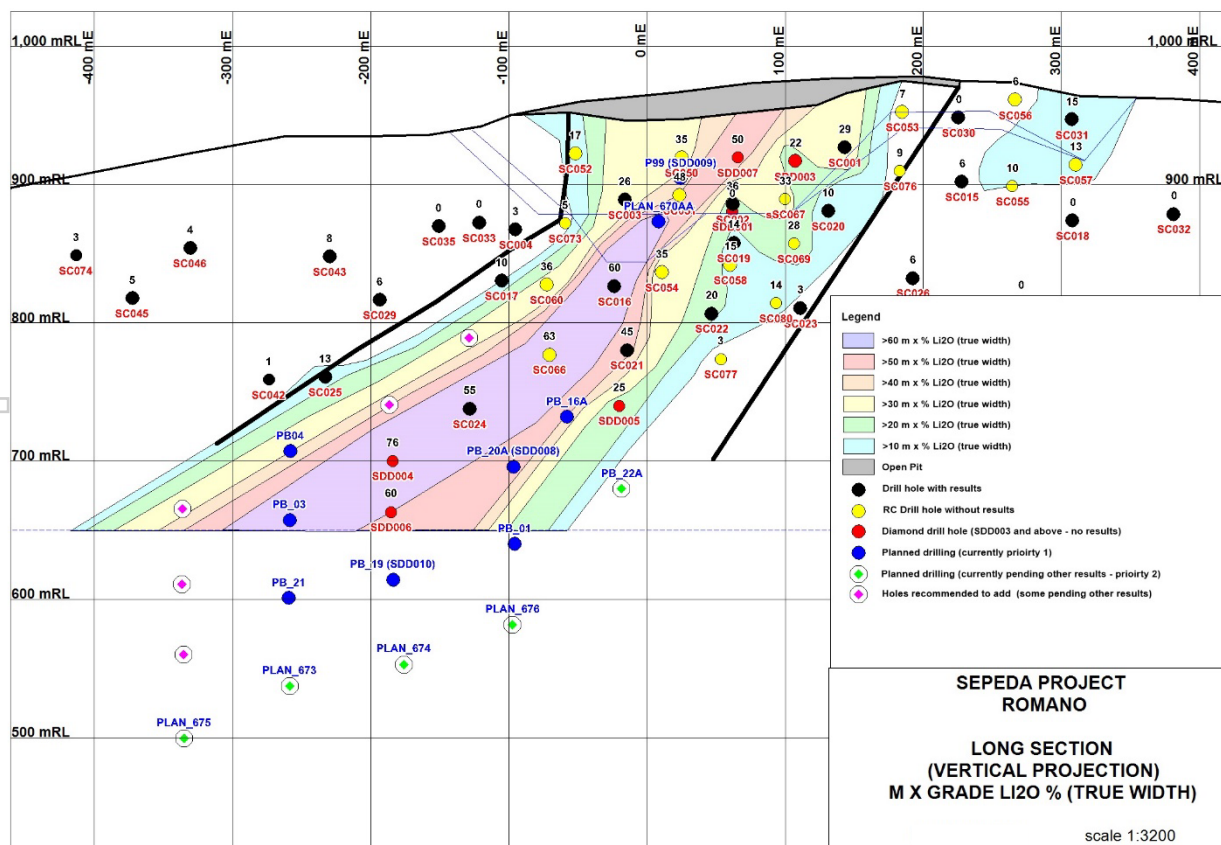 -400 mE
-300 mE
-200 mE
-100 mE
0 mE
100 mE
200 mE
300 mE
400 mE
1,000 mRL
1,000 mRL
900 mRL
900 mRL
800 mRL
700 mRL
600 mRL
500 mRL
17
SC052
35
SC050
P99 (SDD009)
48
50
SDD007
22
SDD003
29
SC001
7
SC053
0
SC030
6
SC056
15
SC031
13
SC057
9
SC076
6
SC015
10
SC055
0
SC018
0
SC032
26
SC003
PLAN_670AA
36
0
SC002
SDD001
33
SC067
10
SC020
5
SC073
3
SC004
0
SC033
0
SC035
8
SC043
4
SC046
3
SC074
5
SC045
6
SC029
10
SC017
36
SC060
60
SC016
35
SC054
14
SC019
15
SC058
28
SC069
20
SC022
14
SC080
3
SC023
6
SC026
0
3
SC077
45
SC021
63
SC066
1
SC042
13
SC025
55
SC024
25
SDD005
PB_16A
PB04
76
SDD004
PB_20A (SDD008)
PB_22A
PB_03
60
SDD006
PB_01
PB_19 (SDD010)
PB_21
PLAN_676
PLAN_674
PLAN_673
PLAN_675
Legend
>60 m x % Li2O (true width)
>50 m x % Li2O (true width)
>40 m x % Li2O (true width)
>30 m x % Li2O (true width)
>20 m x % Li2O (true width)
>10 m x % Li2O (true width)
Open Pit
Drill hole with results
RC Drill hole without results
Diamond drill hole (SDD003 and above - no results)
Planned drilling (currently prioirty 1)
Planned drilling (currently pending other results - prioirty 2)
Holes recommended to add (some pending other results)
SEPEDA PROJECT
ROMANO
LONG SECTION
(VERTICAL PROJECTION)
M X GRADE LI2O % (TRUE WIDTH)
scale 1:3200